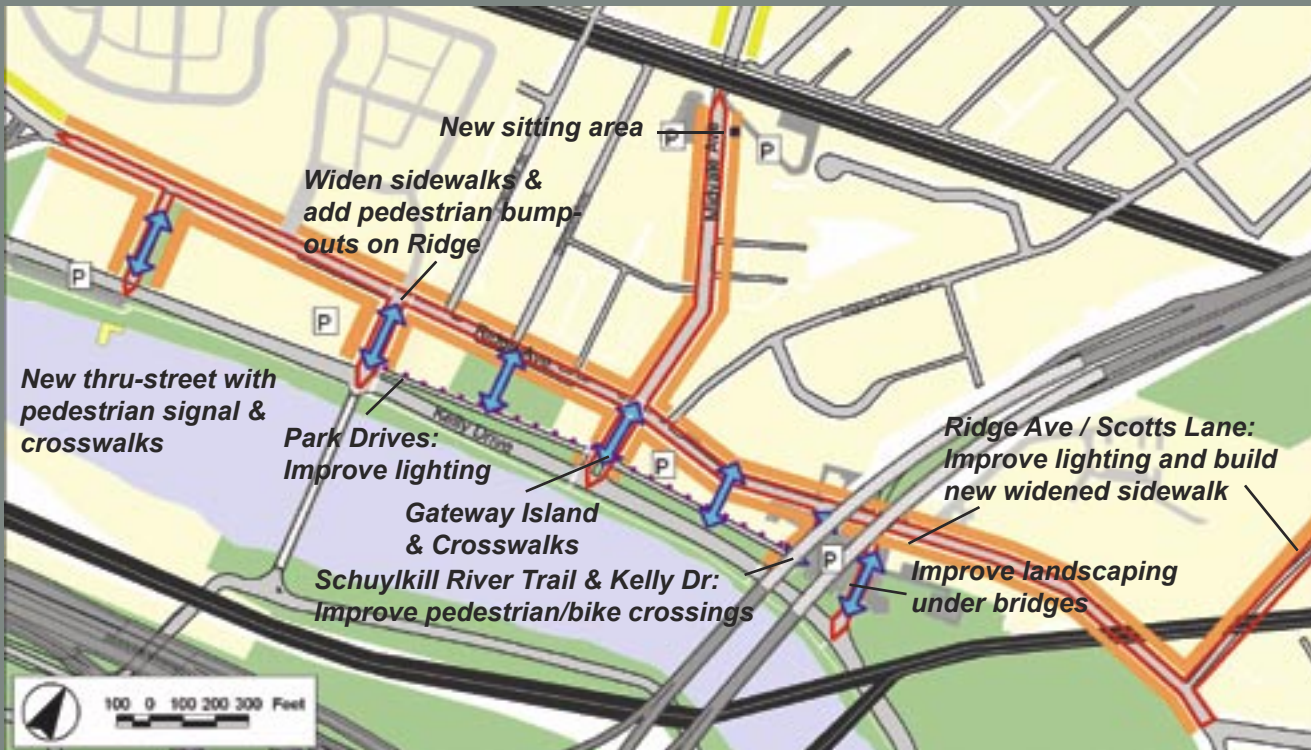 New sitting area
P
P
Midvale Ave
Widen sidewalks &
add pedestrian bump-
outs on Ridge
P
P
Ridge Ave
New thru-street with
pedestrian signal &
crosswalks
Kelly Drive
Park Drives:
Improve lighting
P
Ridge Ave / Scotts Lane:
Improve lighting and build
new widened sidewalk
Gateway Island
& Crosswalks
P
Schuylkill River Trail & Kelly Dr:
Improve pedestrian/bike crossings
Improve landscaping
under bridges
100 0 100 200 300 Feet